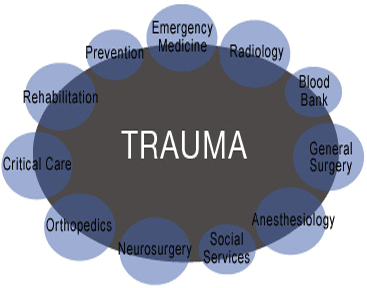 Emergency
Medicine
Prevention
Radiology
Blood
Bank
Rehabilitation
TRAUMA
General
Surgery
Critical Care
Anesthesiology
Orthopedics
Social
Services
Neurosurgery